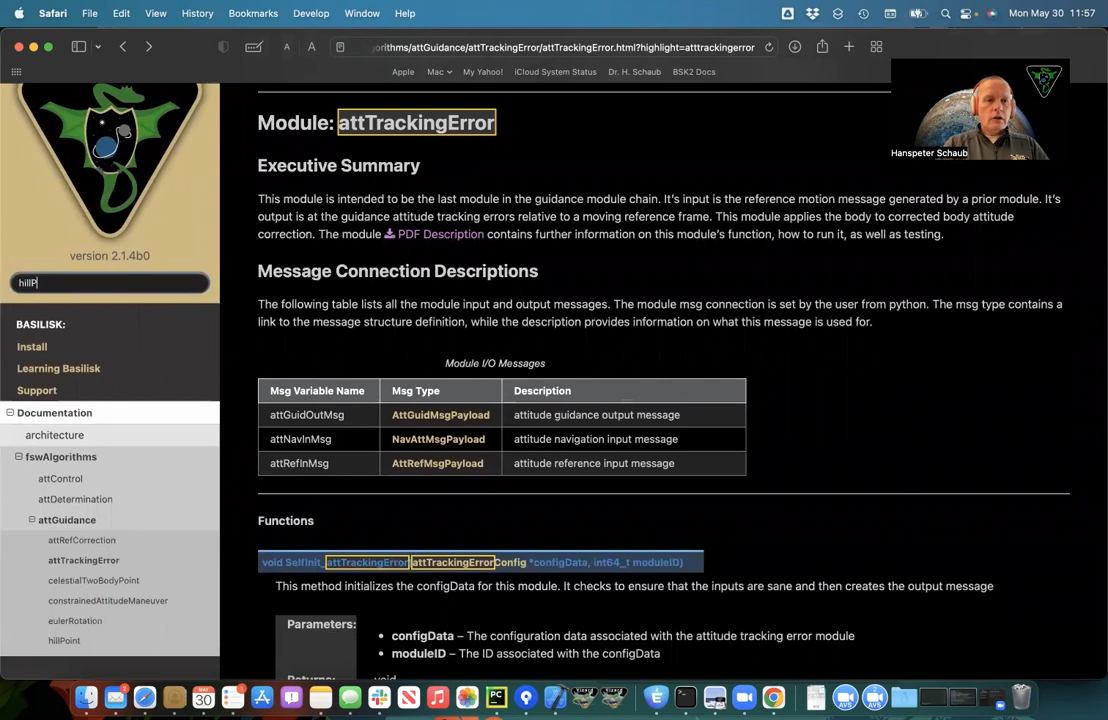 Safari File Edit View History Bookmarks Develop Window Help Mon May 30 11:57
A A orithms/attGuidance/attTrackingError/attTrackingError.html?highlight=atttrackingerror
Apple Mac My Yahoo! iCloud System Status Dr. H. Schaub BSK2 Docs
Hanspeter Schaub
version 2.1.4b0
hillP
BASILISK:
Install
Learning Basilisk
Support
Documentation
architecture
fswAlgorithms
attControl
attDetermination
attGuidance
attRefCorrection
attTrackingError
celestialTwoBodyPoint
constrainedAttitudeManeuver
eulerRotation
hillPoint
Module: attTrackingError
Executive Summary
This module is intended to be the last module in the guidance module chain. It's input is the reference motion message generated by a prior module. It's
output is at the guidance attitude tracking errors relative to a moving reference frame. This module applies the body to corrected body attitude
correction. The module PDF Description contains further information on this module's function, how to run it, as well as testing.
Message Connection Descriptions
The following table lists all the module input and output messages. The module msg connection is set by the user from python. The msg type contains a
link to the message structure definition, while the description provides information on what this message is used for.
Module I/O Messages
Msg Variable Name Msg Type Description
attGuidOutMsg AttGuidMsgPayload attitude guidance output message
attNavInMsg NavAttMsgPayload attitude navigation input message
attRefInMsg AttRefMsgPayload attitude reference input message
Functions
void SelfInit_attTrackingError(attTrackingErrorConfig *configData, int64_t moduleID)
This method initializes the configData for this module. It checks to ensure that the inputs are sane and then creates the output message
Parameters:
• configData – The configuration data associated with the attitude tracking error module
• moduleID – The ID associated with the configData
Returns: void
MAY
30
PC
AVS AVS